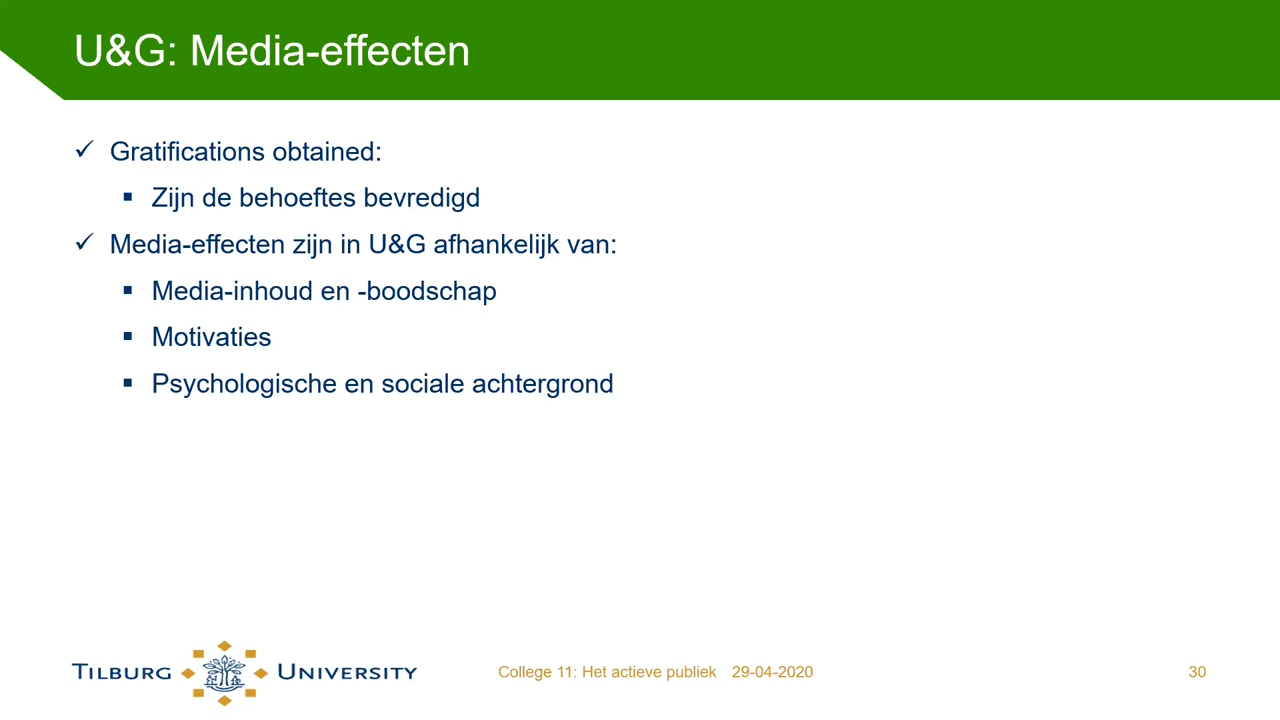 U&G: Media-effecten
✓ Gratifications obtained:
▪ Zijn de behoeftes bevredigd
✓ Media-effecten zijn in U&G afhankelijk van:
▪ Media-inhoud en -boodschap
▪ Motivaties
▪ Psychologische en sociale achtergrond
TILBURG UNIVERSITY
College 11: Het actieve publiek 29-04-2020
30